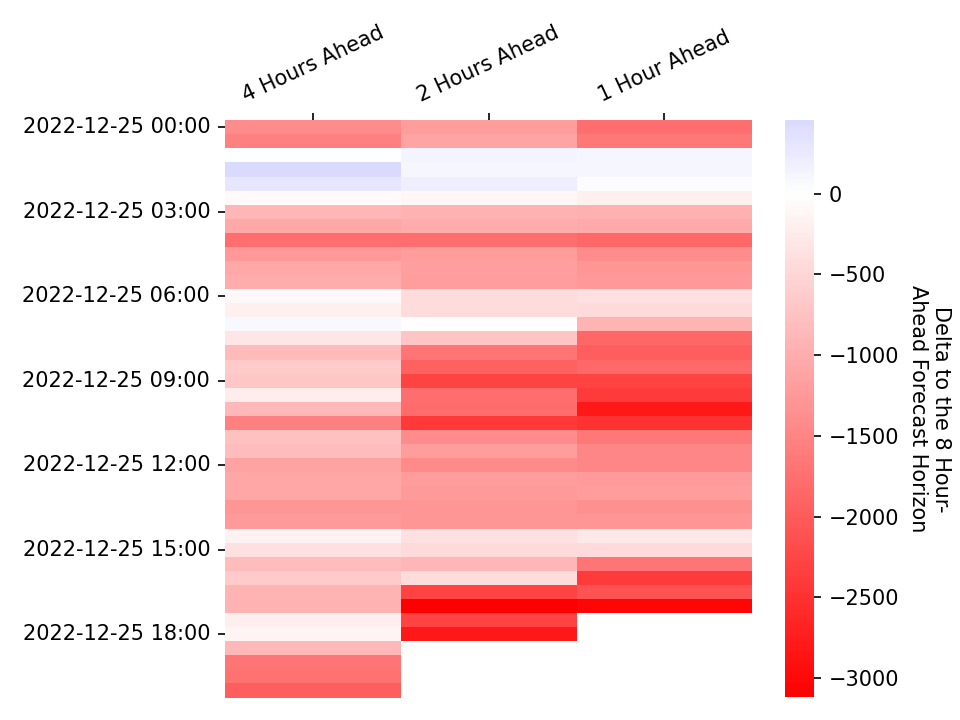 4 Hours Ahead
2 Hours Ahead
1 Hour Ahead
2022-12-25 00:00
2022-12-25 03:00
2022-12-25 06:00
2022-12-25 09:00
2022-12-25 12:00
2022-12-25 15:00
2022-12-25 18:00
0
−500
−1000
−1500
−2000
−2500
−3000
Delta to the 8 Hour-
Ahead Forecast Horizon